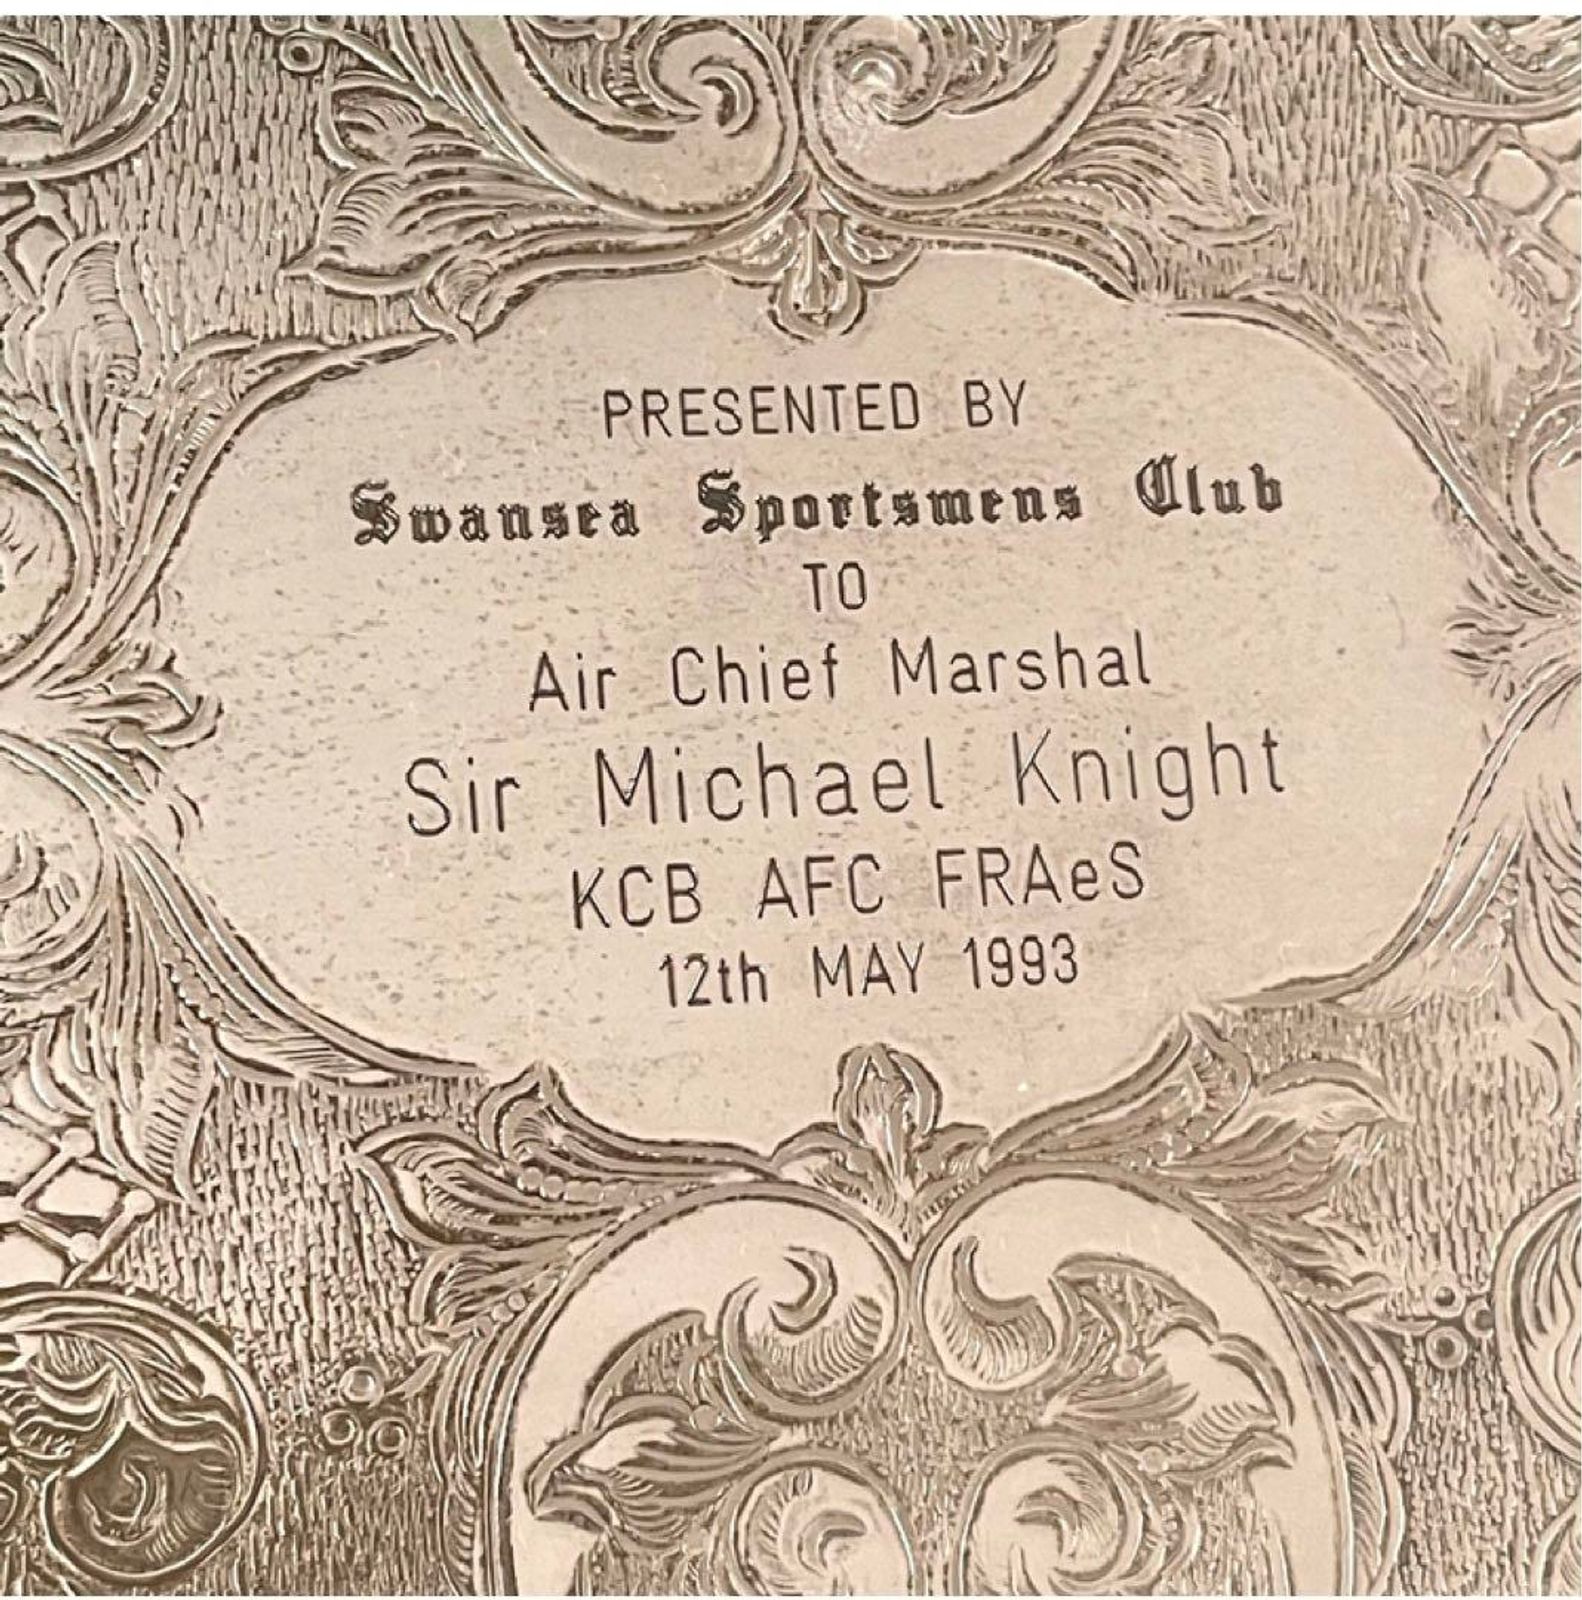 PRESENTED BY
Swansea Sportsmens Club
TO
Air Chief Marshal
Sir Michael Knight
KCB AFC FRAeS
12th MAY 1993